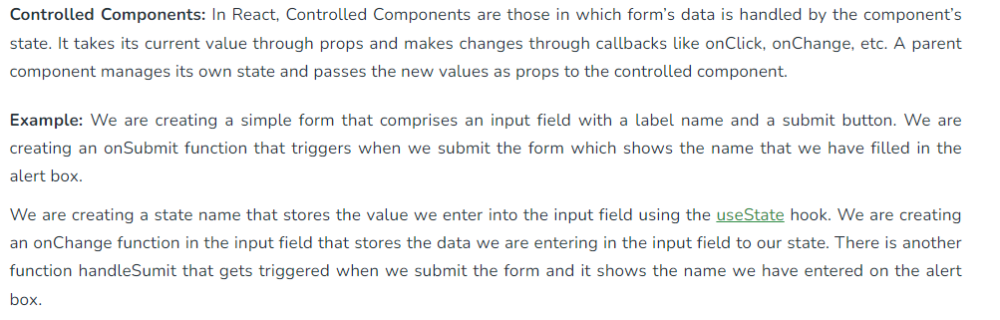 Controlled Components: In React, Controlled Components are those in which form's data is handled by the component's
state. It takes its current value through props and makes changes through callbacks like onClick, onChange, etc. A parent
component manages its own state and passes the new values as props to the controlled component.
Example: We are creating a simple form that comprises an input field with a label name and a submit button. We are
creating an onSubmit function that triggers when we submit the form which shows the name that we have filled in the
alert box.
We are creating a state name that stores the value we enter into the input field using the useState hook. We are creating
an onChange function in the input field that stores the data we are entering in the input field to our state. There is another
function handleSumit that gets triggered when we submit the form and it shows the name we have entered on the alert
box.